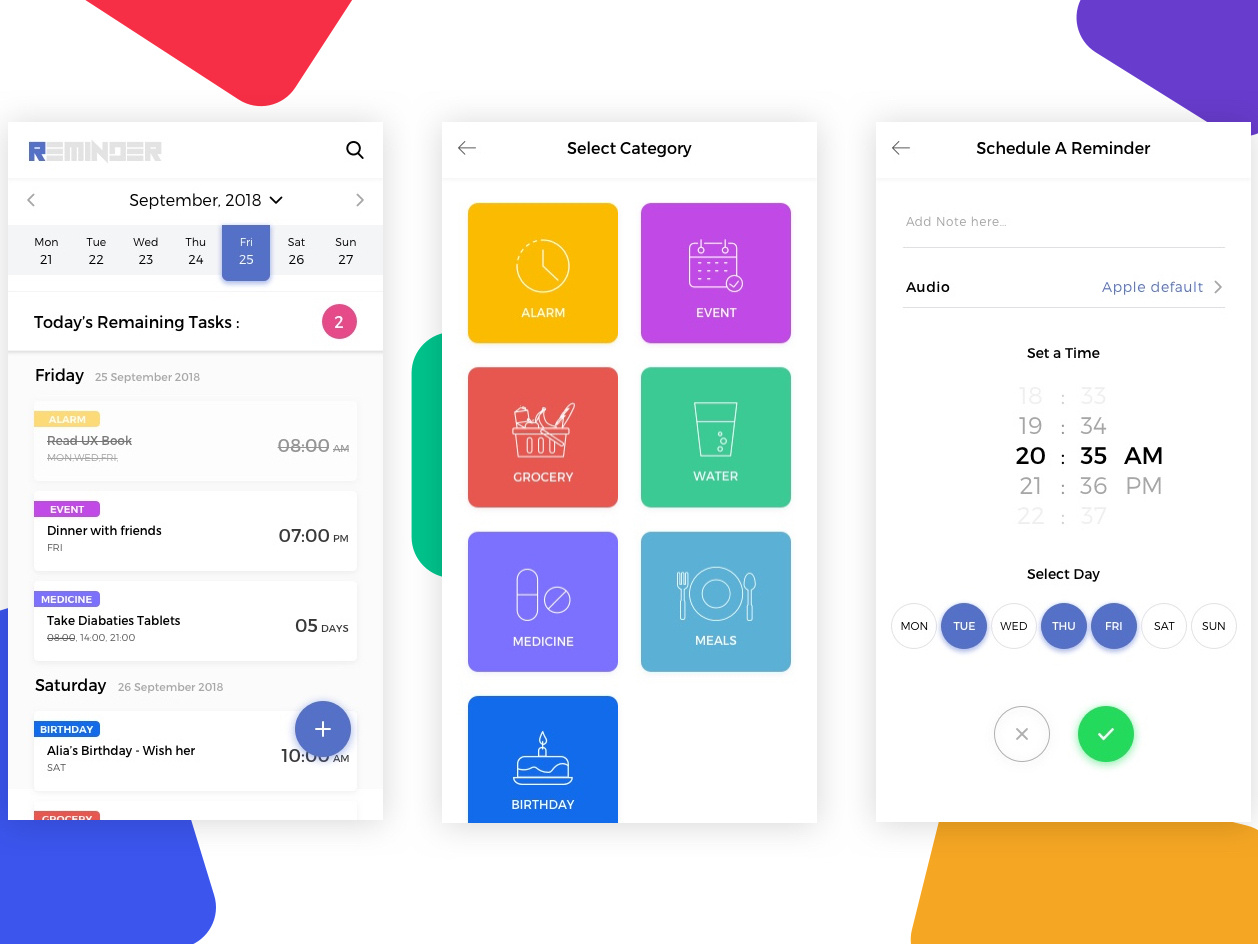 REMINDER
September, 2018
Mon Tue Wed Thu Fri Sat Sun
21 22 23 24 25 26 27
Today's Remaining Tasks :
2
Friday 25 September 2018
ALARM
Read UX Book
08:00 AM
MON,WED,FRI,
EVENT
Dinner with friends
07:00 PM
FRI
MEDICINE
Take Diabaties Tablets
05 DAYS
08:00, 14:00, 21:00
Saturday 26 September 2018
BIRTHDAY
Alia's Birthday - Wish her
10:00 AM
SAT
GROCERY
Select Category
ALARM
EVENT
GROCERY
WATER
MEDICINE
MEALS
BIRTHDAY
Schedule A Reminder
Add Note here...
Audio
Apple default
Set a Time
18 : 33
19 : 34
20 : 35 AM
21 : 36 PM
22 : 37
Select Day
MON TUE WED THU FRI SAT SUN